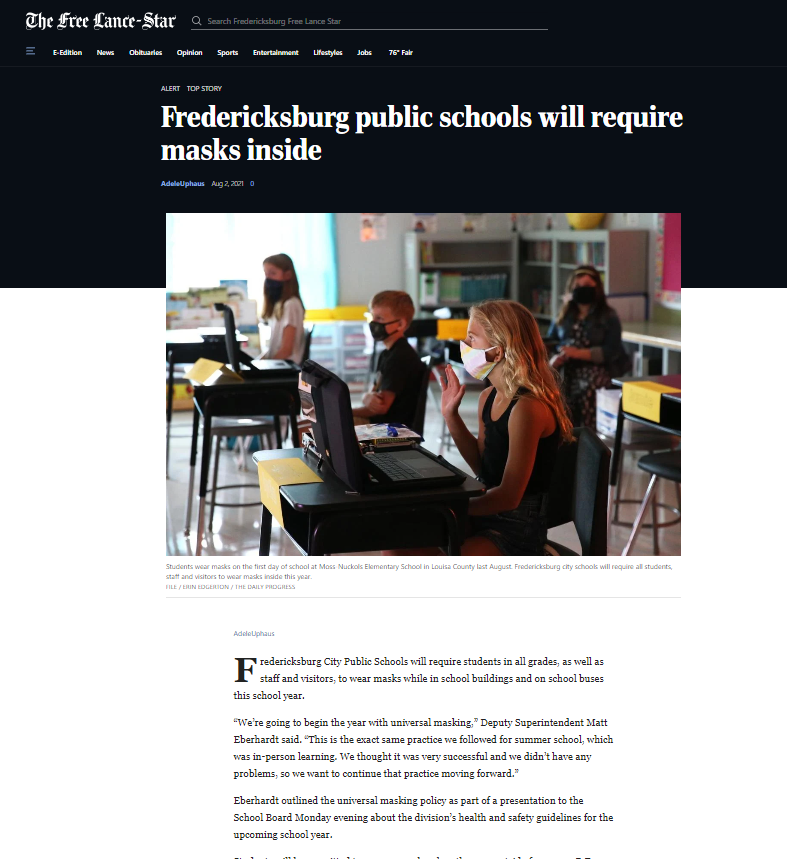 The Free Lance-Star
Search Fredericksburg Free Lance Star
E-Edition News Obituaries Opinion Sports Entertainment Lifestyles Jobs 76° Fair
ALERT TOP STORY
Fredericksburg public schools will require
masks inside
AdeleUphaus Aug 2, 2021 0
Students wear masks on the first day of school at Moss-Nuckols Elementary School in Louisa County last August. Fredericksburg city schools will require all students,
staff and visitors to wear masks inside this year.
FILE / ERIN EDGERTON / THE DAILY PROGRESS
AdeleUphaus
Fredericksburg City Public Schools will require students in all grades, as well as
staff and visitors, to wear masks while in school buildings and on school buses
this school year.
“We’re going to begin the year with universal masking,” Deputy Superintendent Matt
Eberhardt said. “This is the exact same practice we followed for summer school, which
was in-person learning. We thought it was very successful and we didn’t have any
problems, so we want to continue that practice moving forward.”
Eberhardt outlined the universal masking policy as part of a presentation to the
School Board Monday evening about the division’s health and safety guidelines for the
upcoming school year.